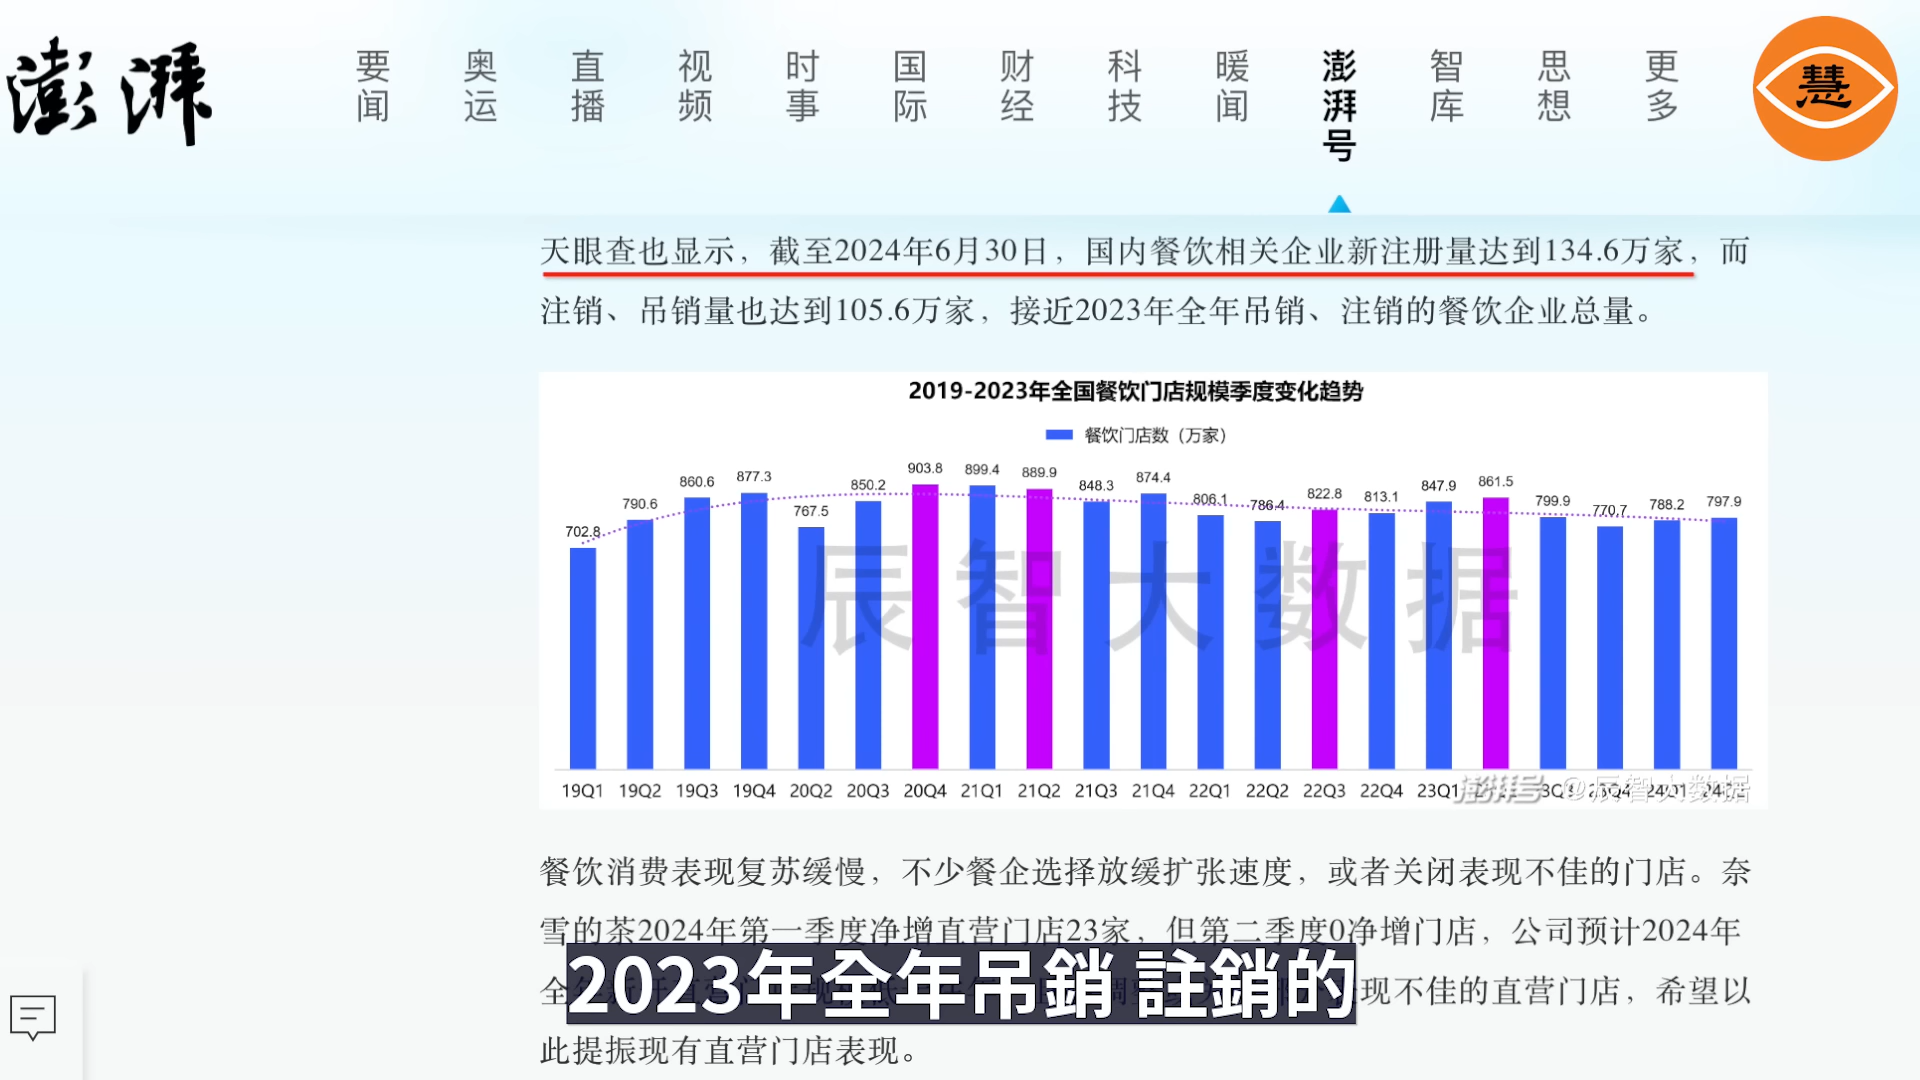 澎湃
要闻 奥运 直播 视频 时事 国际 财经 科技 暖闻 澎湃号 智库 思想 更多
慧
天眼查也显示，截至2024年6月30日，国内餐饮相关企业新注册量达到134.6万家，而
注销、吊销量也达到105.6万家，接近2023年全年吊销、注销的餐饮企业总量。
2019-2023年全国餐饮门店规模季度变化趋势
餐饮门店数（万家）
702.8 790.6 860.6 877.3 767.5 850.2 903.8 899.4 889.9 848.3 874.4 806.1 786.4 822.8 813.1 847.9 861.5 799.9 770.7 788.2 797.9
辰智大数据
19Q1 19Q2 19Q3 19Q4 20Q2 20Q3 20Q4 21Q1 21Q2 21Q3 21Q4 22Q1 22Q2 22Q3 22Q4 23Q1
澎湃号 @辰智大数据
餐饮消费表现复苏缓慢，不少餐企选择放缓扩张速度，或者关闭表现不佳的门店。奈
雪的茶2024年第一季度净增直营门店23家，但第二季度0净增门店，公司预计2024年
全 现不佳的直营门店，希望以
2023年全年吊銷 註銷的
此提振现有直营门店表现。